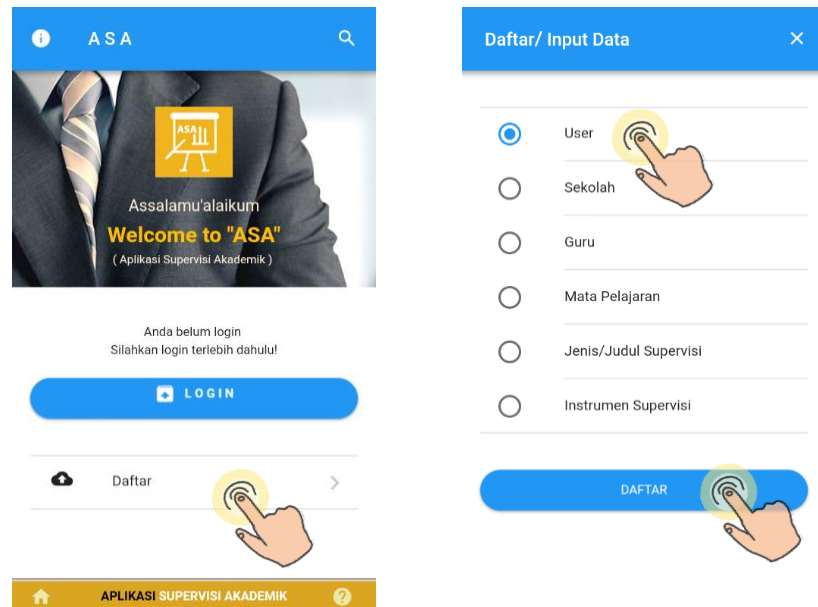 A S A
ASA
Assalamu'alaikum
Welcome to "ASA"
( Aplikasi Supervisi Akademik )
Anda belum login
Silahkan login terlebih dahulu!
LOGIN
Daftar
APLIKASI SUPERVISI AKADEMIK
Daftar/ Input Data
User
Sekolah
Guru
Mata Pelajaran
Jenis/Judul Supervisi
Instrumen Supervisi
DAFTAR